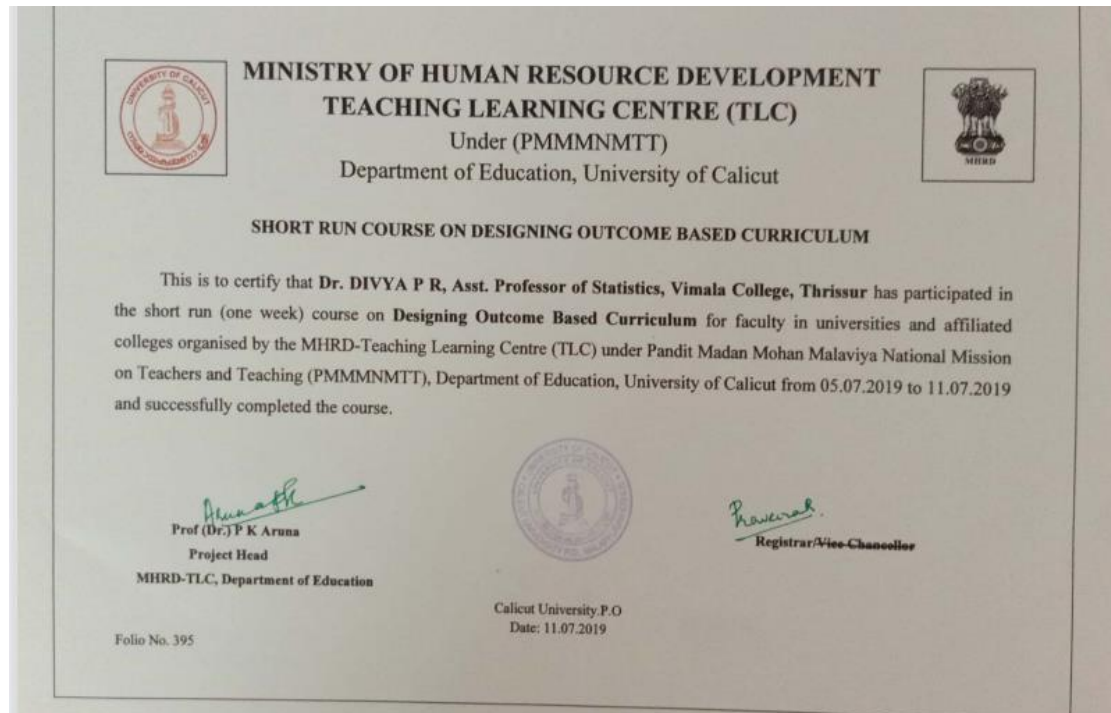 UNIVERSITY OF CALICUT
MINISTRY OF HUMAN RESOURCE DEVELOPMENT
TEACHING LEARNING CENTRE (TLC)
Under (PMMMNMTT)
Department of Education, University of Calicut
MHRD
SHORT RUN COURSE ON DESIGNING OUTCOME BASED CURRICULUM
This is to certify that Dr. DIVYA P R, Asst. Professor of Statistics, Vimala College, Thrissur has participated in
the short run (one week) course on Designing Outcome Based Curriculum for faculty in universities and affiliated
colleges organised by the MHRD-Teaching Learning Centre (TLC) under Pandit Madan Mohan Malaviya National Mission
on Teachers and Teaching (PMMMNMTT), Department of Education, University of Calicut from 05.07.2019 to 11.07.2019
and successfully completed the course.
Prof (Dr.) P K Aruna
Project Head
MHRD-TLC, Department of Education
Registrar/Vice Chancellor
Calicut University.P.O
Date: 11.07.2019
Folio No. 395